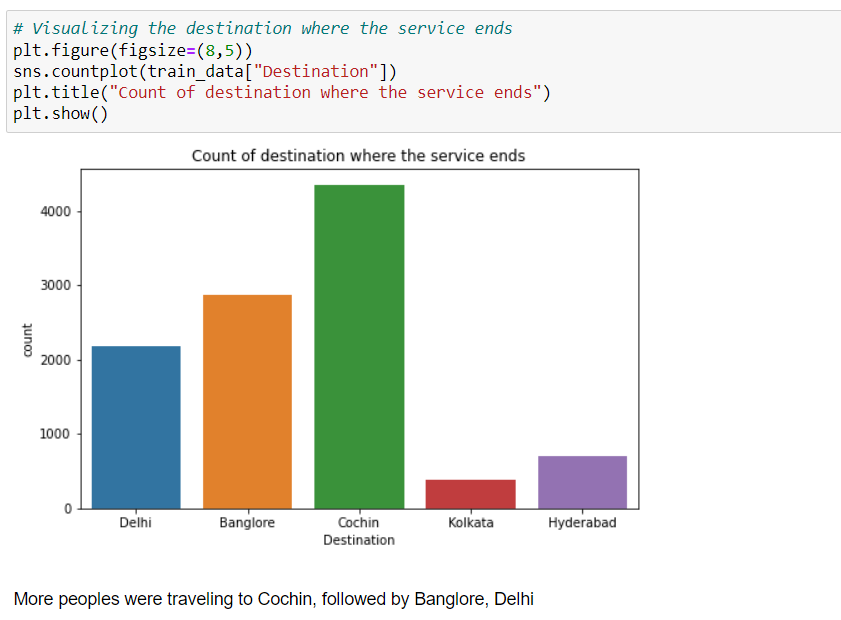 # Visualizing the destination where the service ends
plt.figure(figsize=(8,5))
sns.countplot(train_data["Destination"])
plt.title("Count of destination where the service ends")
plt.show()
Count of destination where the service ends
4000
3000
2000
1000
0
count
Delhi Banglore Cochin Kolkata Hyderabad
Destination
More peoples were traveling to Cochin, followed by Banglore, Delhi